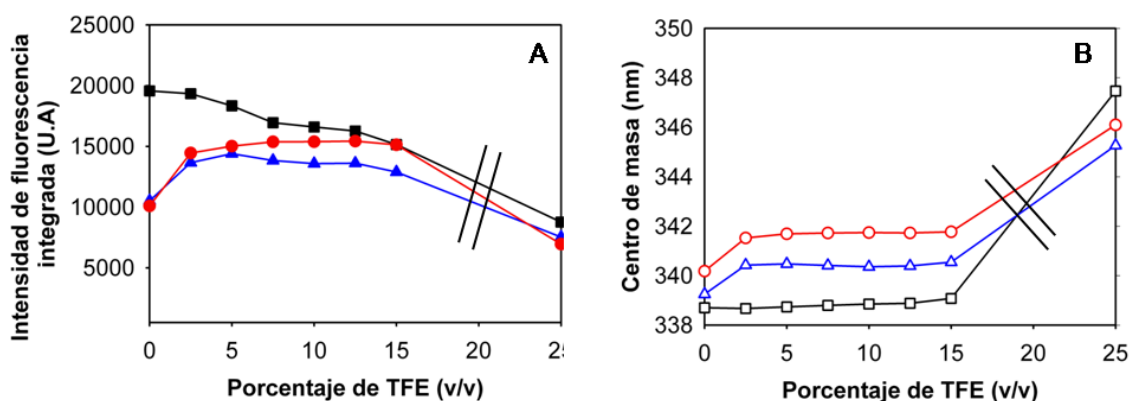 A
Intensidad de fluorescencia
integrada (U.A)
25000
20000
15000
10000
5000
0 5 10 15 20 25
Porcentaje de TFE (v/v)
B
Centro de masa (nm)
350
348
346
344
342
340
338
0 5 10 15 20 25
Porcentaje de TFE (v/v)